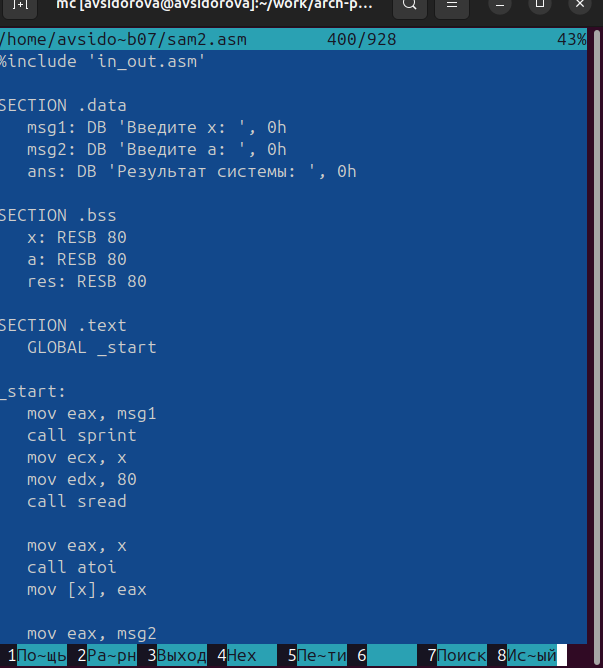 mc [avsidorova@avsidorova]:~/work/arch-p...
/home/avsido~b07/sam2.asm 400/928 43%
%include 'in_out.asm'
SECTION .data
msg1: DB 'Введите x: ', 0h
msg2: DB 'Введите a: ', 0h
ans: DB 'Результат системы: ', 0h
SECTION .bss
x: RESB 80
a: RESB 80
res: RESB 80
SECTION .text
GLOBAL _start
_start:
mov eax, msg1
call sprint
mov ecx, x
mov edx, 80
call sread
mov eax, x
call atoi
mov [x], eax
mov eax, msg2
1По~щь 2Ра~рн 3Выход 4Hex 5Пе~ти 6 7Поиск 8Ис~ый